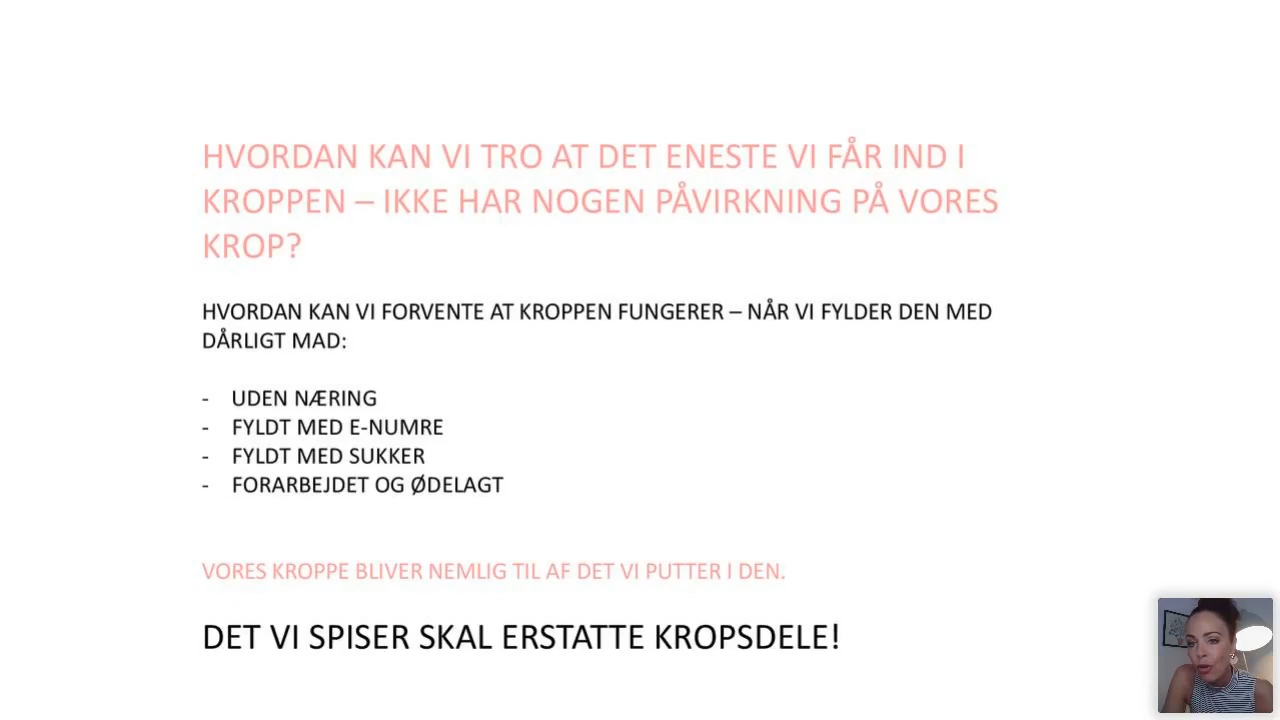 HVORDAN KAN VI TRO AT DET ENESTE VI FÅR IND I
KROPPEN – IKKE HAR NOGEN PÅVIRKNING PÅ VORES
KROP?
HVORDAN KAN VI FORVENTE AT KROPPEN FUNGERER – NÅR VI FYLDER DEN MED
DÅRLIGT MAD:
- UDEN NÆRING
- FYLDT MED E-NUMRE
- FYLDT MED SUKKER
- FORARBEJDET OG ØDELAGT
VORES KROPPE BLIVER NEMLIG TIL AF DET VI PUTTER I DEN.
DET VI SPISER SKAL ERSTATTE KROPSDELE!